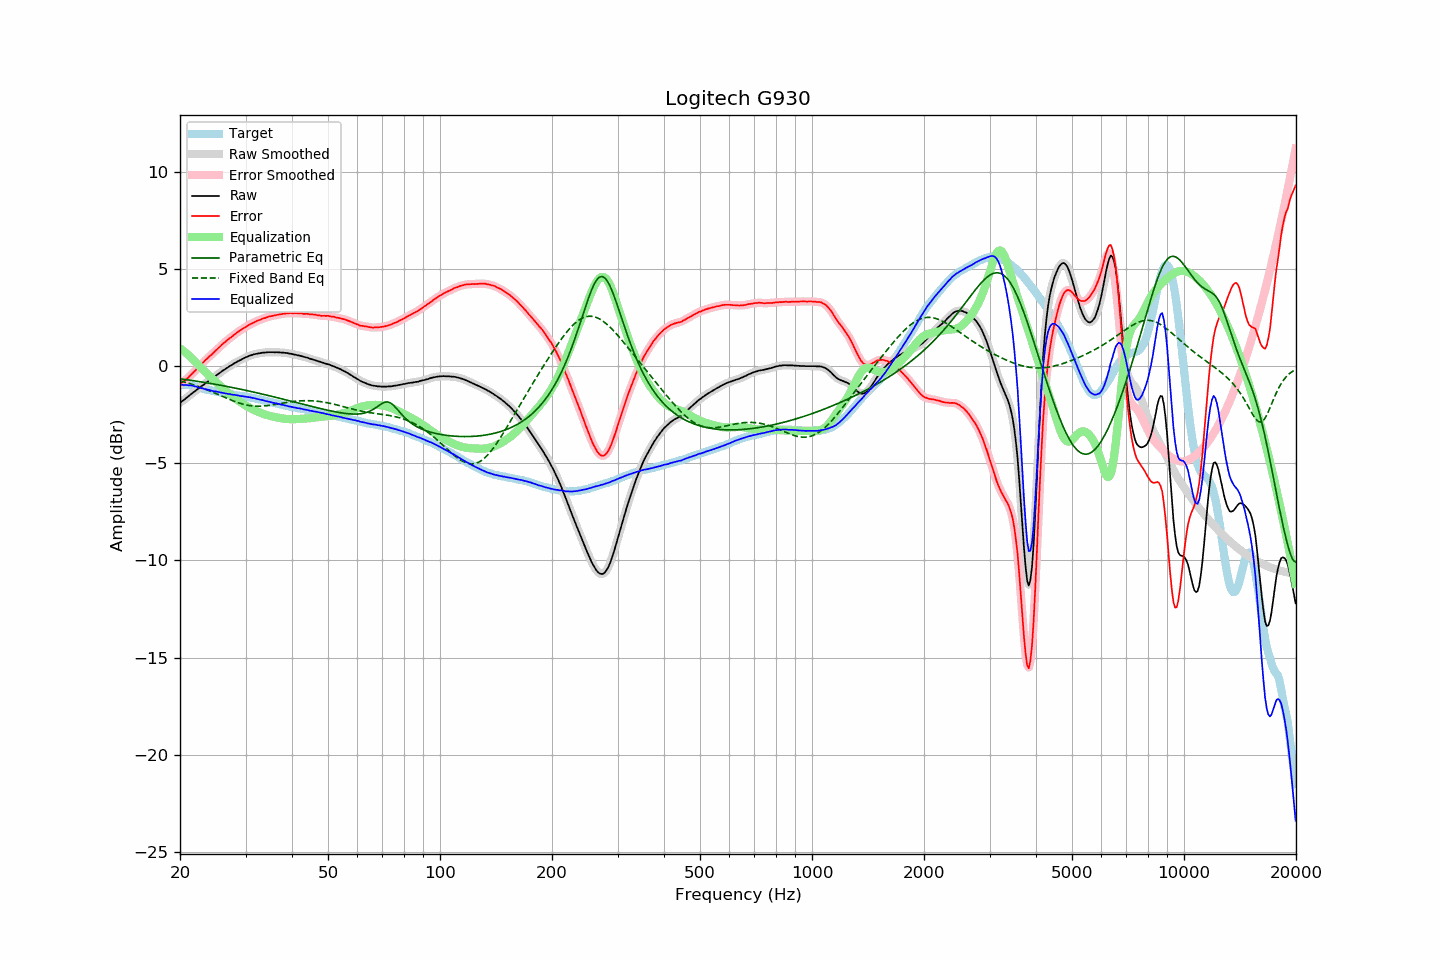 Logitech G930
Target
Raw Smoothed
Error Smoothed
Raw
Error
Equalization
Parametric Eq
Fixed Band Eq
Equalized
10
5
0
−5
−10
−15
−20
−25
Amplitude (dBr)
20 50 100 200 500 1000 2000 5000 10000 20000
Frequency (Hz)